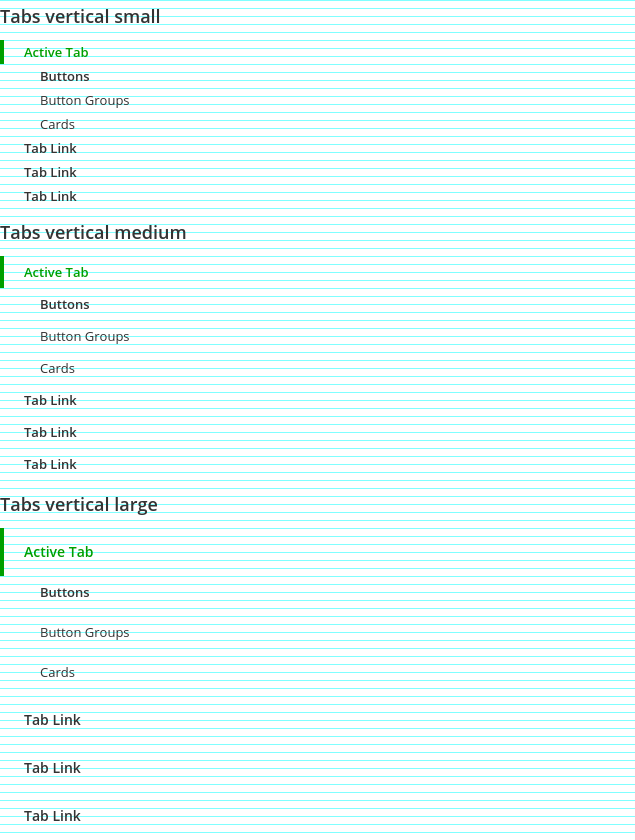 Tabs vertical small
Active Tab
Buttons
Button Groups
Cards
Tab Link
Tab Link
Tab Link
Tabs vertical medium
Active Tab
Buttons
Button Groups
Cards
Tab Link
Tab Link
Tab Link
Tabs vertical large
Active Tab
Buttons
Button Groups
Cards
Tab Link
Tab Link
Tab Link